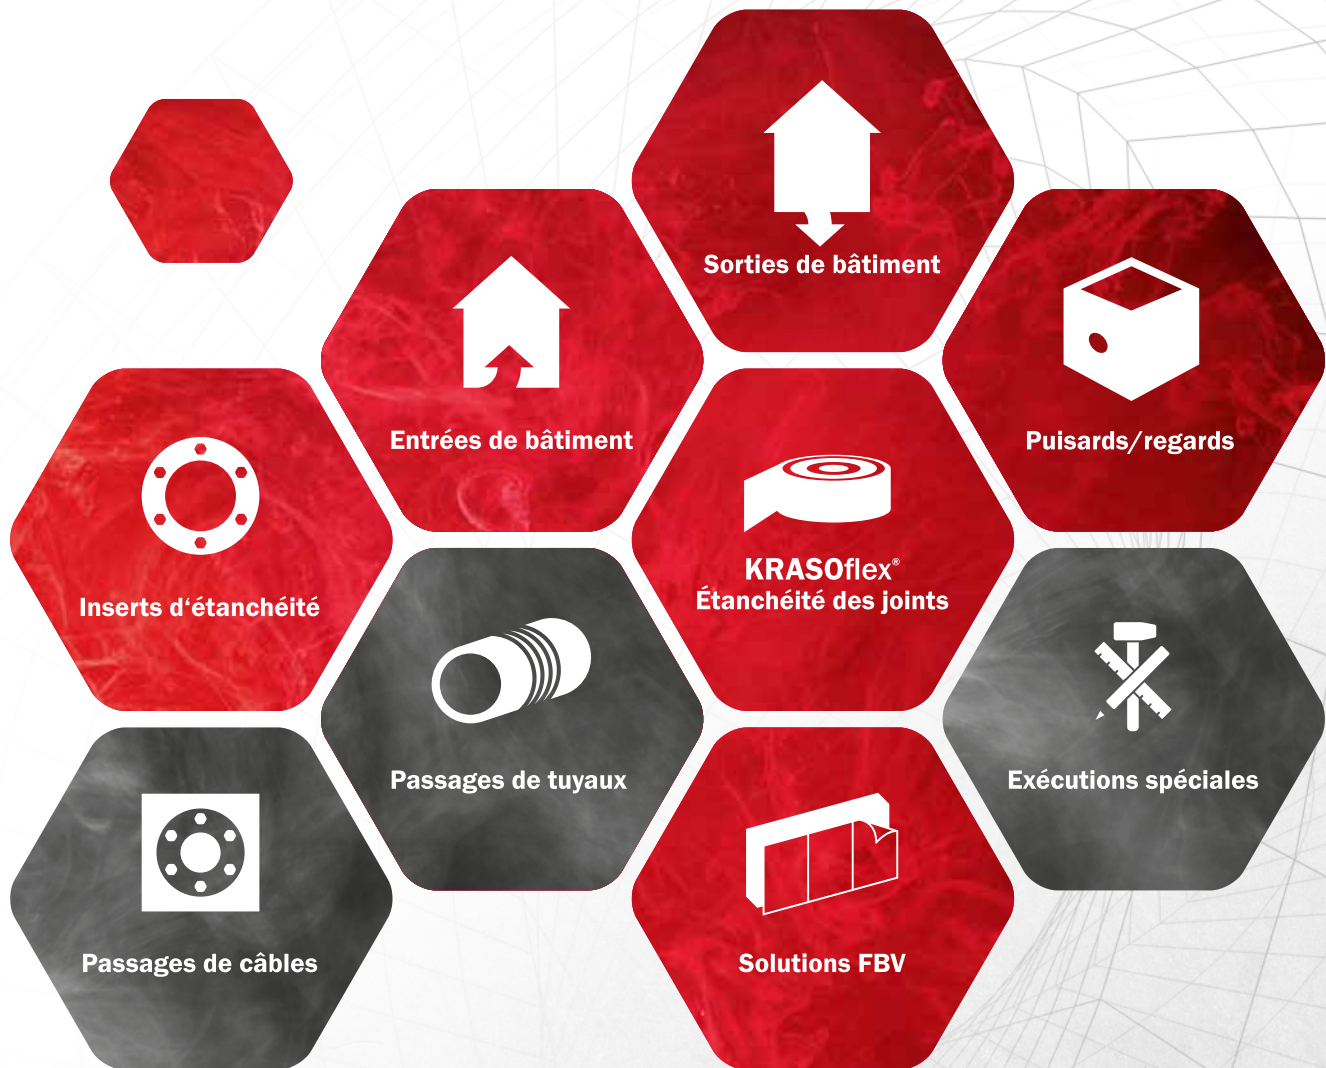 Sorties de bâtiment
Entrées de bâtiment
Puisards/regards
KRASOflex®
Étanchéité des joints
Inserts d‘étanchéité
Passages de tuyaux
Exécutions spéciales
Passages de câbles
Solutions FBV